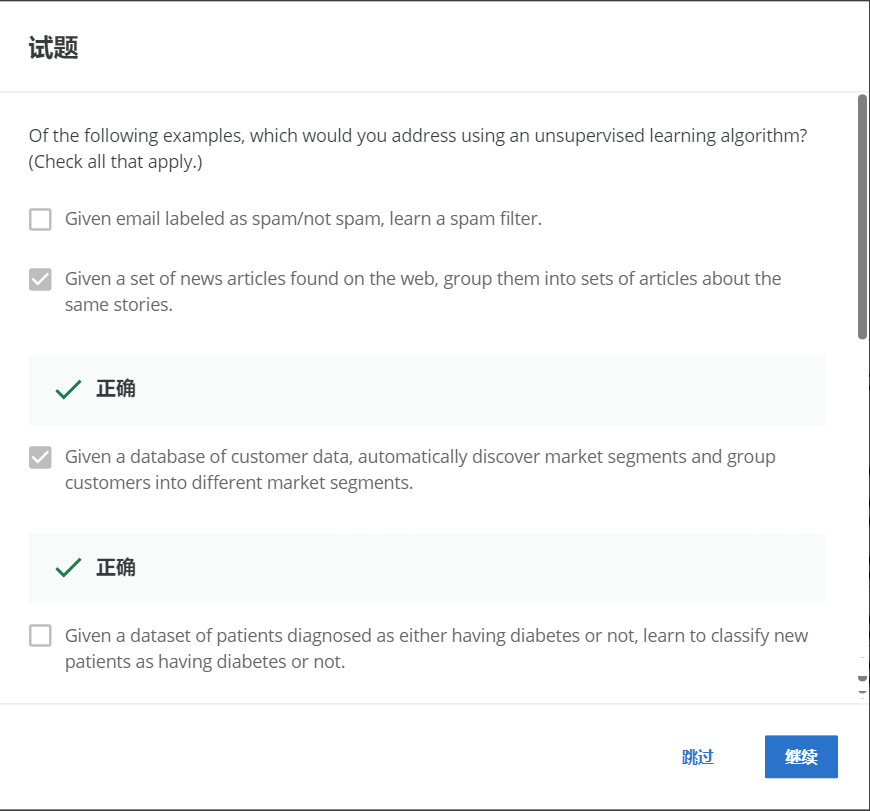 试题
Of the following examples, which would you address using an unsupervised learning algorithm?
(Check all that apply.)
Given email labeled as spam/not spam, learn a spam filter.
Given a set of news articles found on the web, group them into sets of articles about the
same stories.
正确
Given a database of customer data, automatically discover market segments and group
customers into different market segments.
正确
Given a dataset of patients diagnosed as either having diabetes or not, learn to classify new
patients as having diabetes or not.
跳过
继续